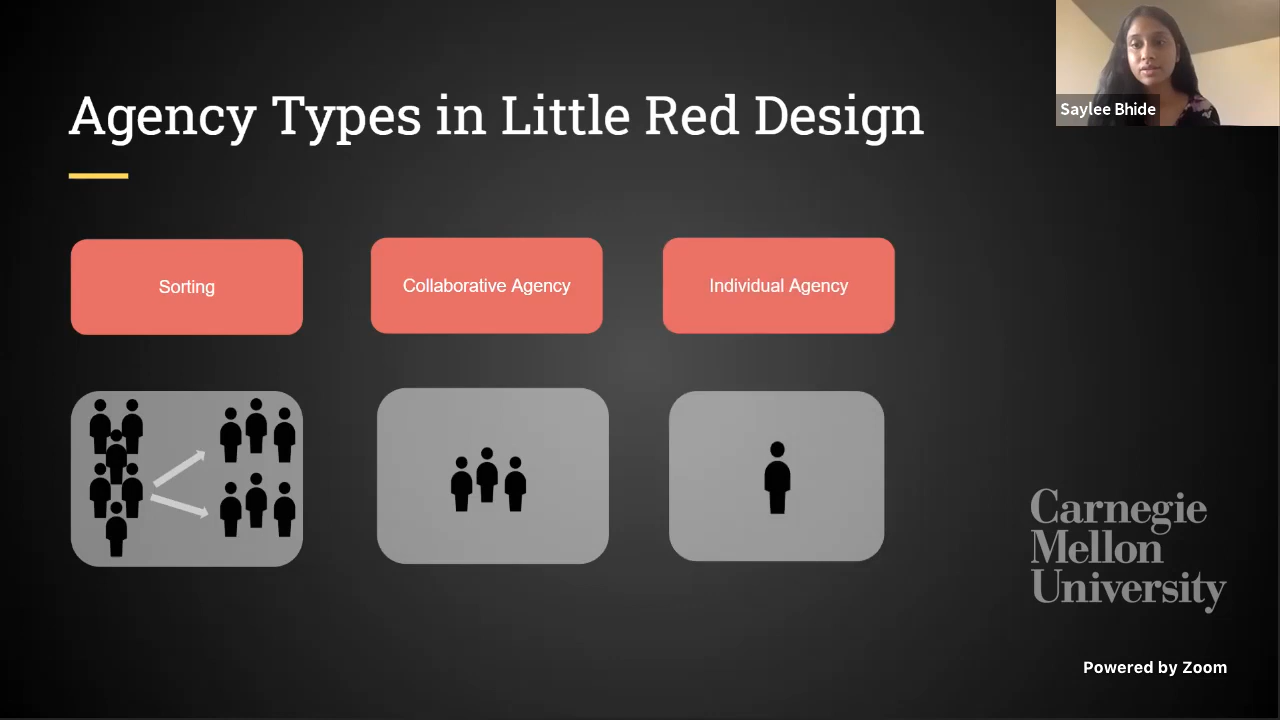 Agency Types in Little Red Design
Saylee Bhide
Sorting
Collaborative Agency
Individual Agency
Carnegie
Mellon
University
Powered by Zoom